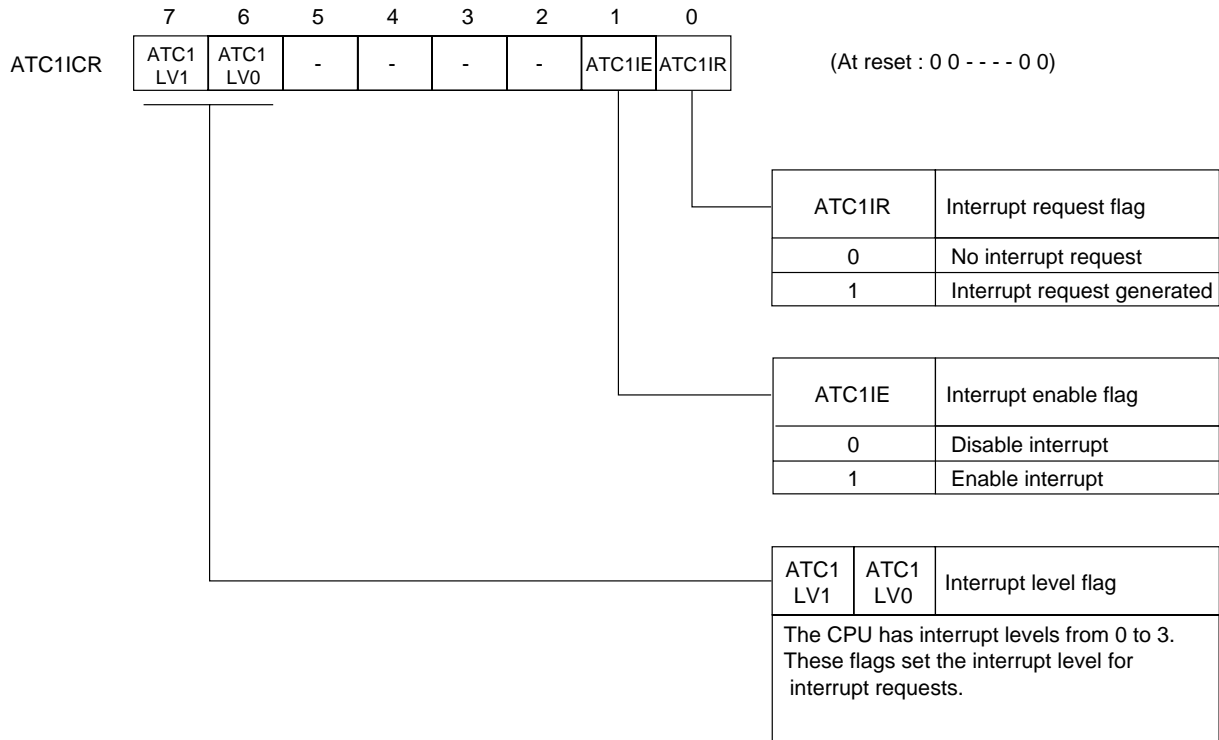 7 6 5 4 3 2 1 0
ATC1ICR ATC1 LV1 ATC1 LV0 - - - - ATC1IE ATC1IR (At reset : 0 0 - - - - 0 0)
ATC1IR Interrupt request flag
0 No interrupt request
1 Interrupt request generated
ATC1IE Interrupt enable flag
0 Disable interrupt
1 Enable interrupt
ATC1 LV1 ATC1 LV0 Interrupt level flag
The CPU has interrupt levels from 0 to 3.
These flags set the interrupt level for
interrupt requests.